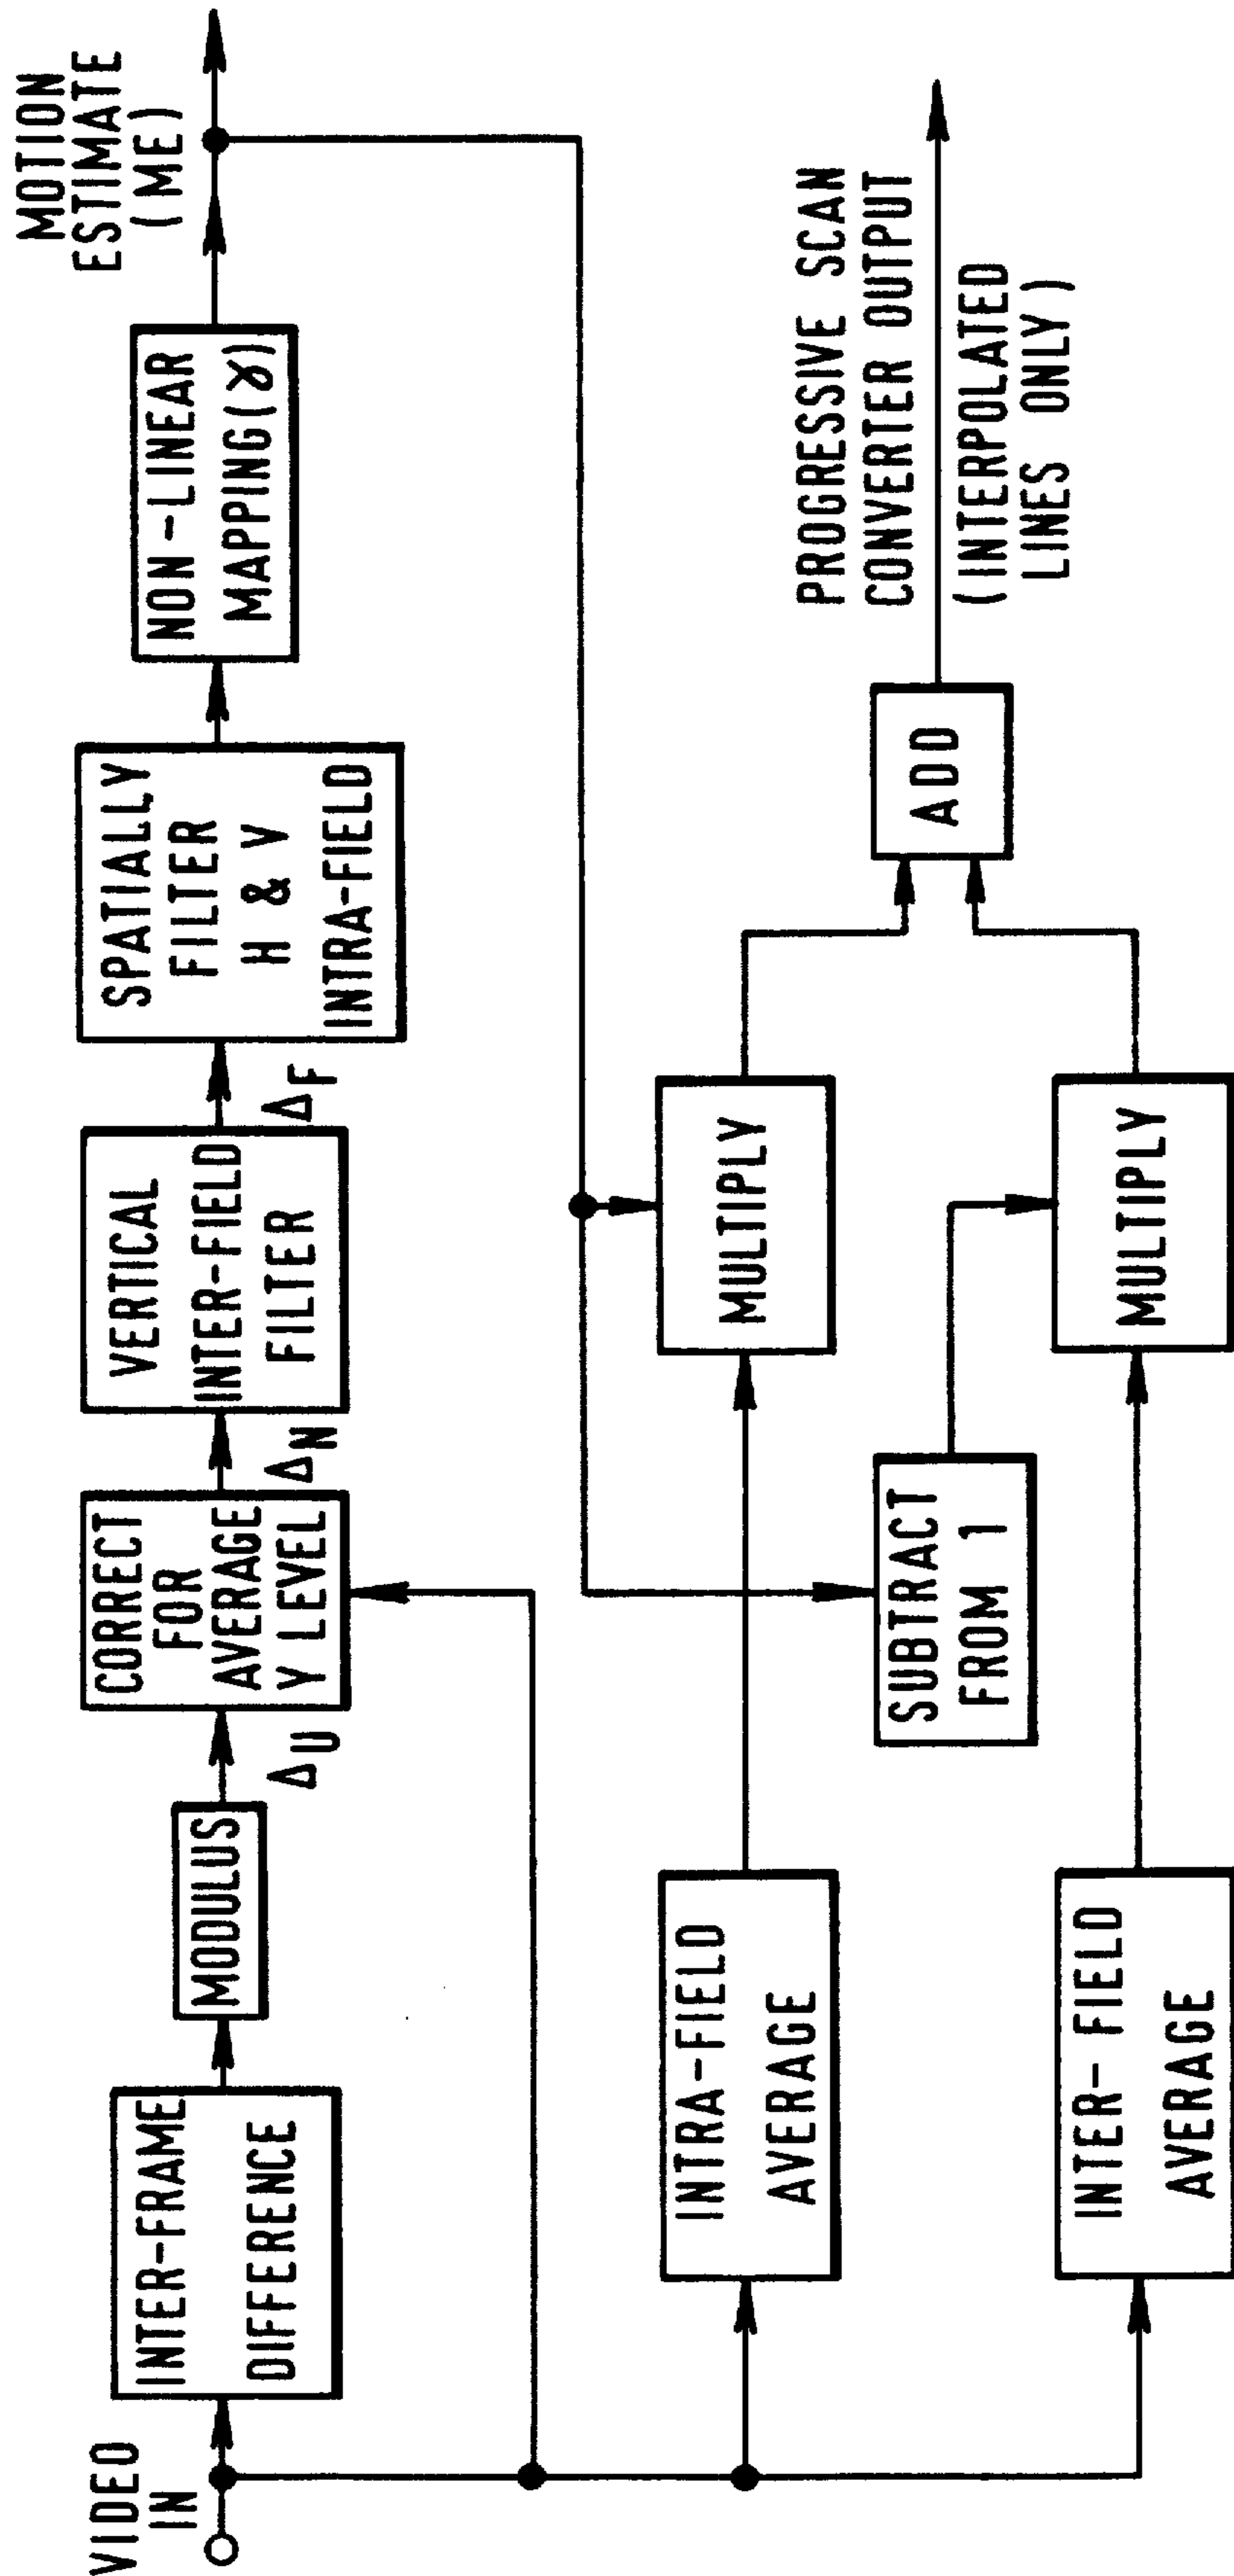 VIDEO
IN
INTER-FRAME
DIFFERENCE
MODULUS
ΔU
CORRECT
FOR
AVERAGE
Y LEVEL
ΔN
VERTICAL
INTER-FIELD
FILTER
ΔF
SPATIALLY
FILTER
H & V
INTRA-FIELD
NON-LINEAR
MAPPING(γ)
MOTION
ESTIMATE
(ME)
INTRA-FIELD
AVERAGE
MULTIPLY
SUBTRACT
FROM 1
INTER-FIELD
AVERAGE
MULTIPLY
ADD
PROGRESSIVE SCAN
CONVERTER OUTPUT
(INTERPOLATED
LINES ONLY)